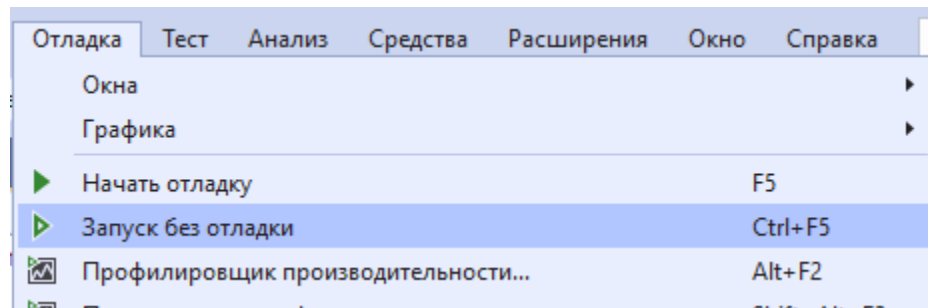 Отладка Тест Анализ Средства Расширения Окно Справка
Окна
Графика
Начать отладку F5
Запуск без отладки Ctrl+F5
Профилировщик производительности... Alt+F2